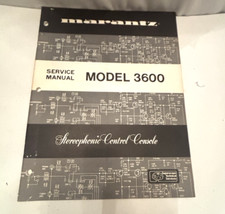 marantz
SERVICE
MANUAL
MODEL 3600
Stereophonic Control Console